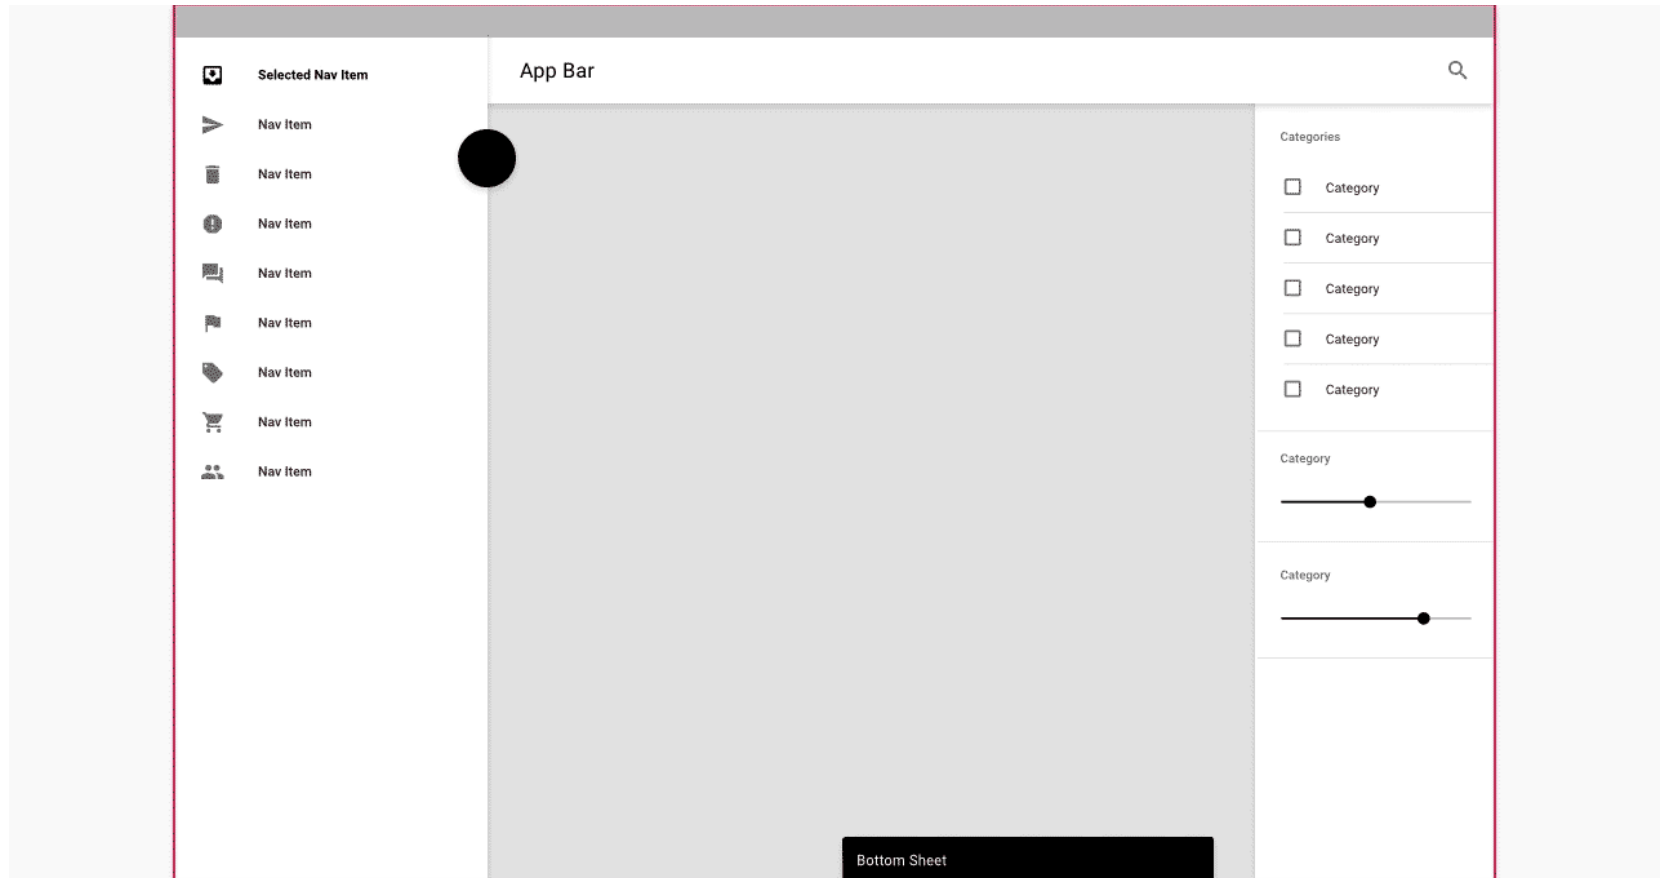 Selected Nav Item
Nav Item
Nav Item
Nav Item
Nav Item
Nav Item
Nav Item
Nav Item
Nav Item
App Bar
Categories
Category
Category
Category
Category
Category
Category
Category
Bottom Sheet